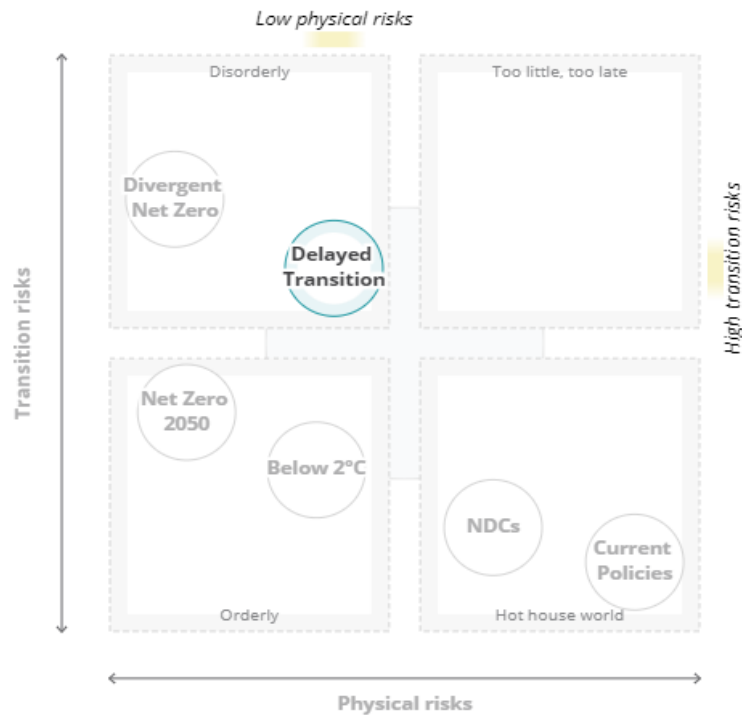 Low physical risks
Disorderly
Too little, too late
Divergent
Net Zero
Delayed
Transition
High transition risks
Transition risks
Net Zero
2050
Below 2°C
NDCs
Current
Policies
Orderly
Hot house world
Physical risks